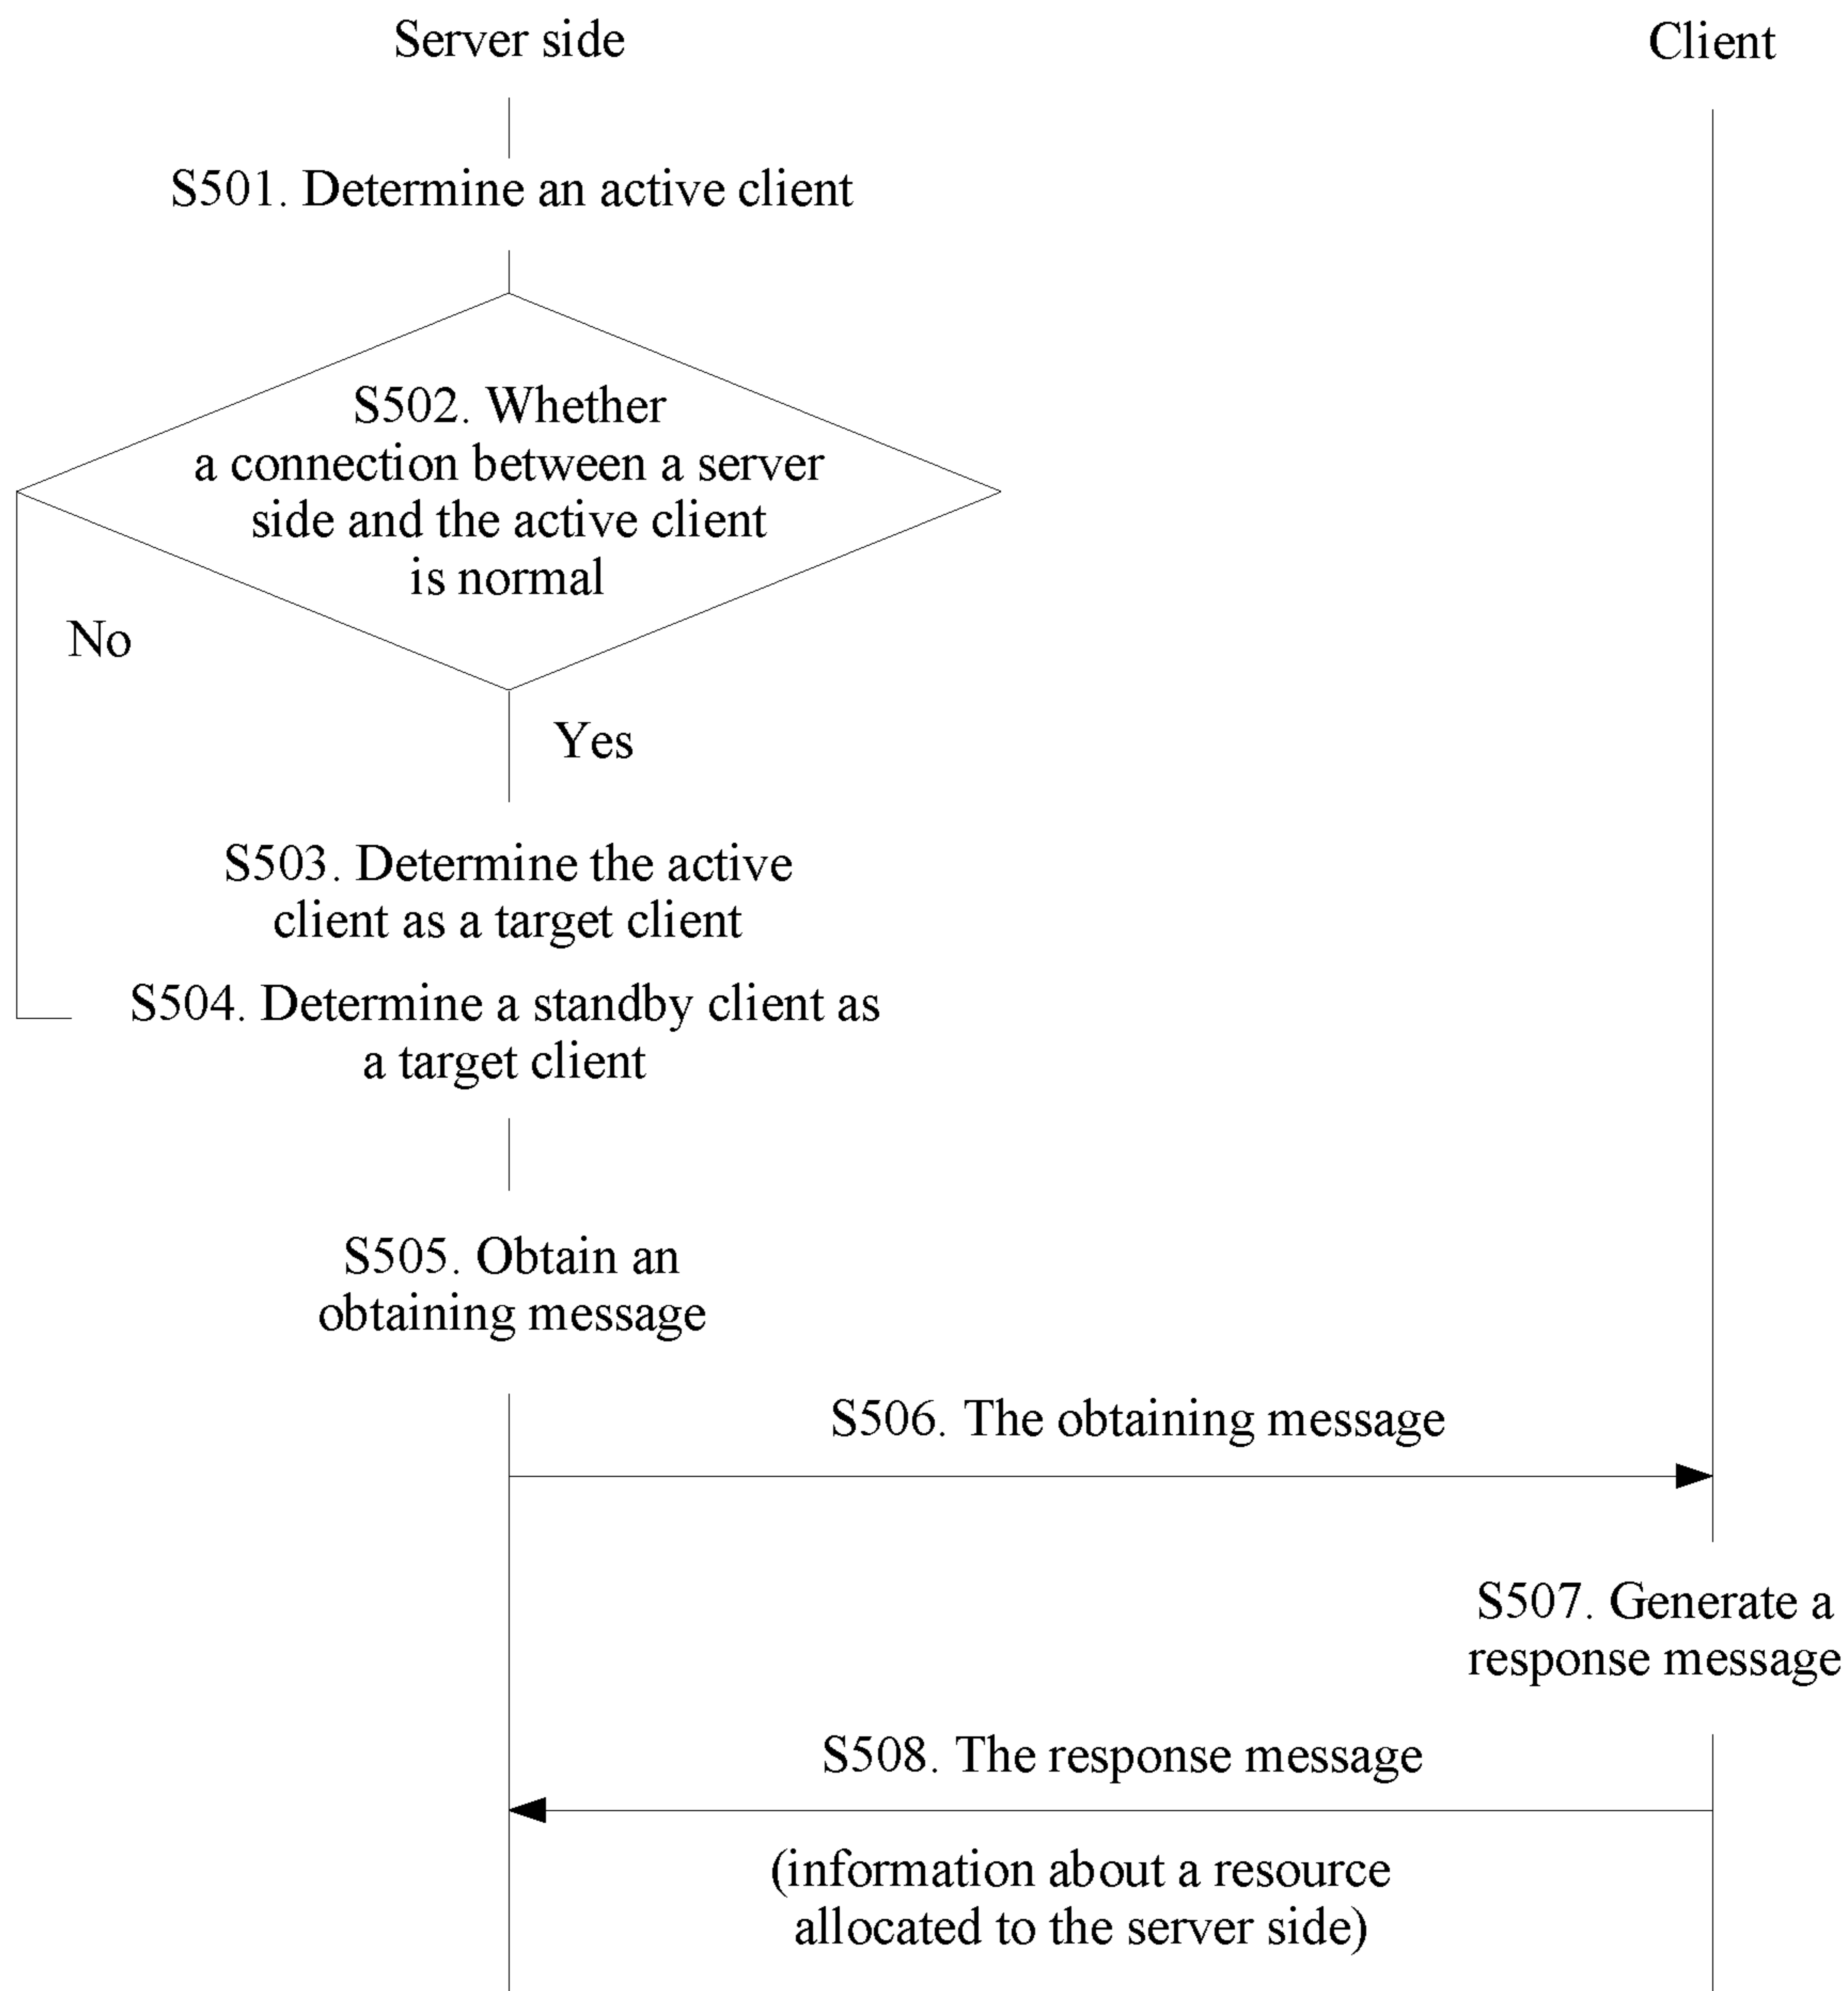 Server side
Client
S501. Determine an active client
S502. Whether
a connection between a server
side and the active client
is normal
No
Yes
S503. Determine the active
client as a target client
S504. Determine a standby client as
a target client
S505. Obtain an
obtaining message
S506. The obtaining message
S507. Generate a
response message
S508. The response message
(information about a resource
allocated to the server side)